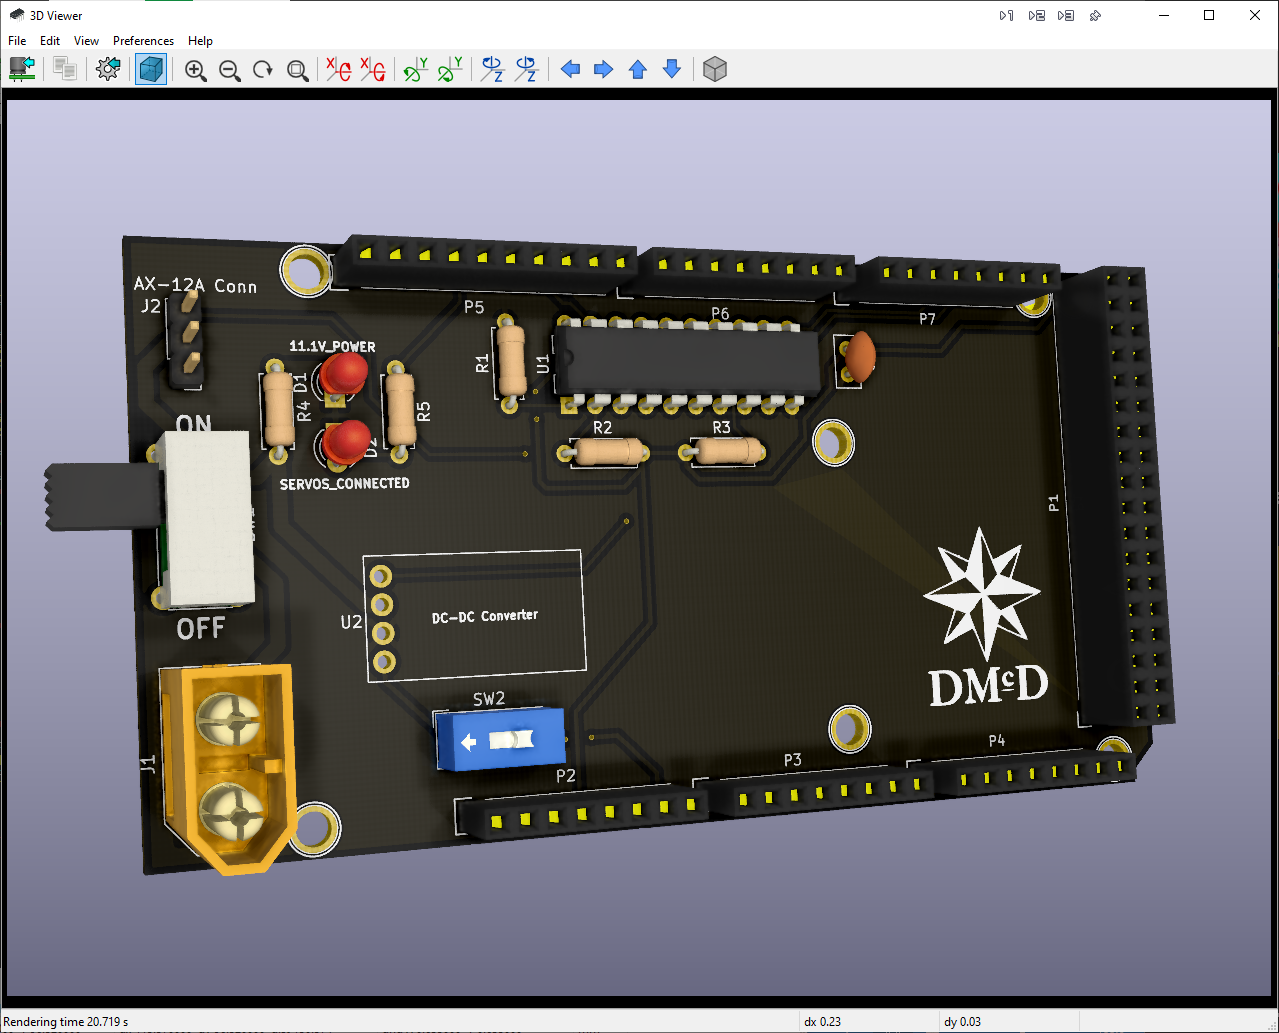 3D Viewer
File Edit View Preferences Help
AX-12A Conn
J2
P5
P6
P7
11.1V_POWER
D1
R1
U1
R4
R5
ON
R2
R3
D2
SERVOS_CONNECTED
P1
U2
DC-DC Converter
OFF
DMcD
SW2
J1
P2
P3
P4
Rendering time 20.719 s
dx 0.23
dy 0.03